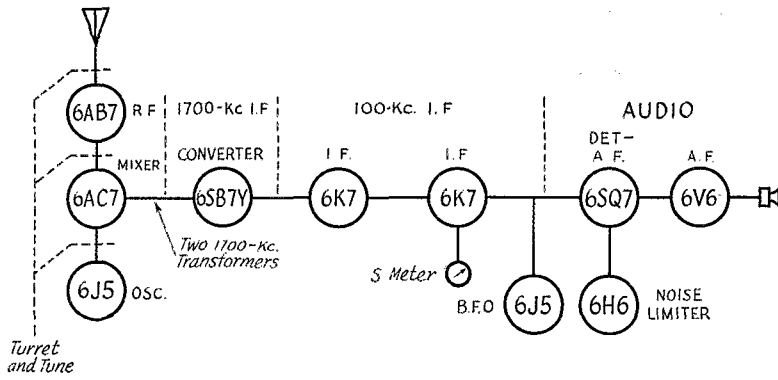 1700-Kc I.F
100-Kc. I.F
AUDIO
6AB7
R F
DET-
A F.
MIXER
CONVERTER
I F.
I.F
A.F.
6AC7
6SB7Y
6K7
6K7
6SQ7
6V6
Two 1700-Kc.
Transformers
S Meter
6J5
OSC.
B.F.O
6J5
6H6
NOISE
LIMITER
Turret
and Tune